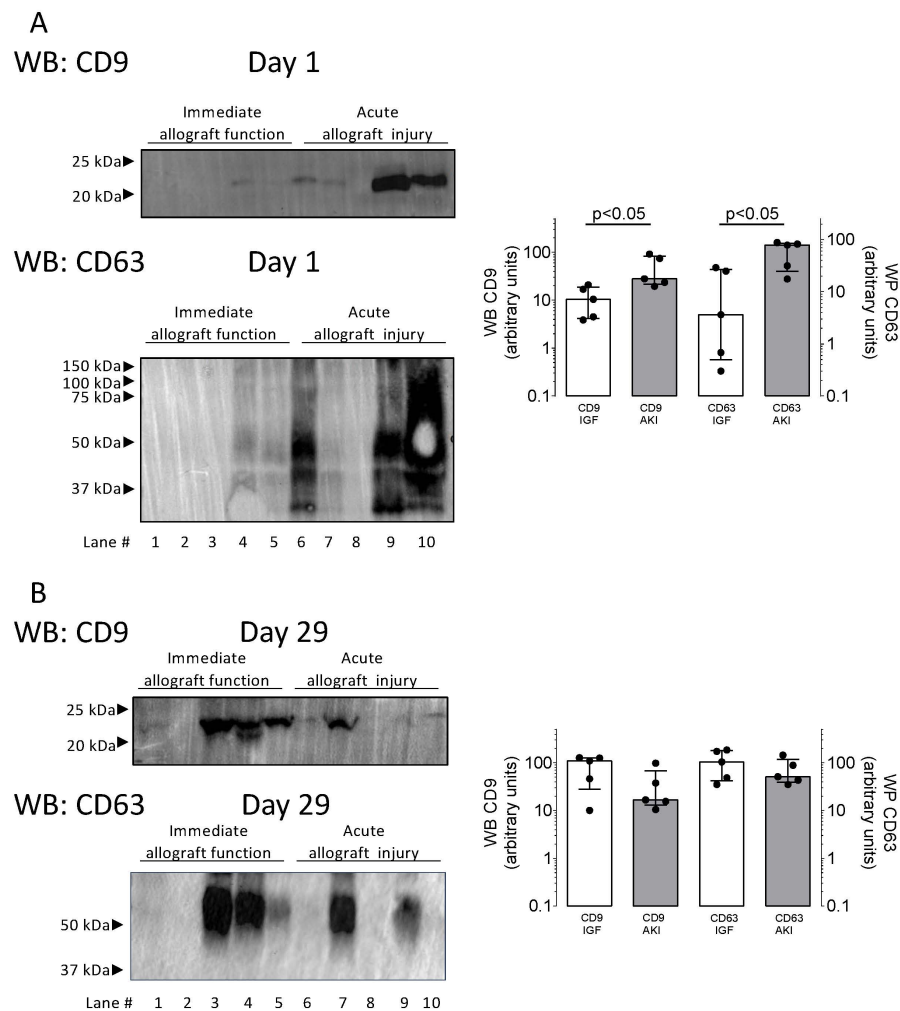 A
WB: CD9 Day 1
Immediate Acute
allograft function allograft injury
25 kDa
20 kDa
WB: CD63 Day 1
Immediate Acute
allograft function allograft injury
150 kDa
100 kDa
75 kDa
50 kDa
37 kDa
Lane # 1 2 3 4 5 6 7 8 9 10
p<0.05 p<0.05
WB CD9
(arbitrary units)
100
10
1
0.1
CD9 CD9 CD63 CD63
IGF AKI IGF AKI
100
10
1
0.1
WP CD63
(arbitrary units)
B
WB: CD9 Day 29
Immediate Acute
allograft function allograft injury
25 kDa
20 kDa
WB: CD63 Day 29
Immediate Acute
allograft function allograft injury
50 kDa
37 kDa
Lane # 1 2 3 4 5 6 7 8 9 10
WB CD9
(arbitrary units)
100
10
1
0.1
CD9 CD9 CD63 CD63
IGF AKI IGF AKI
100
10
1
0.1
WP CD63
(arbitrary units)